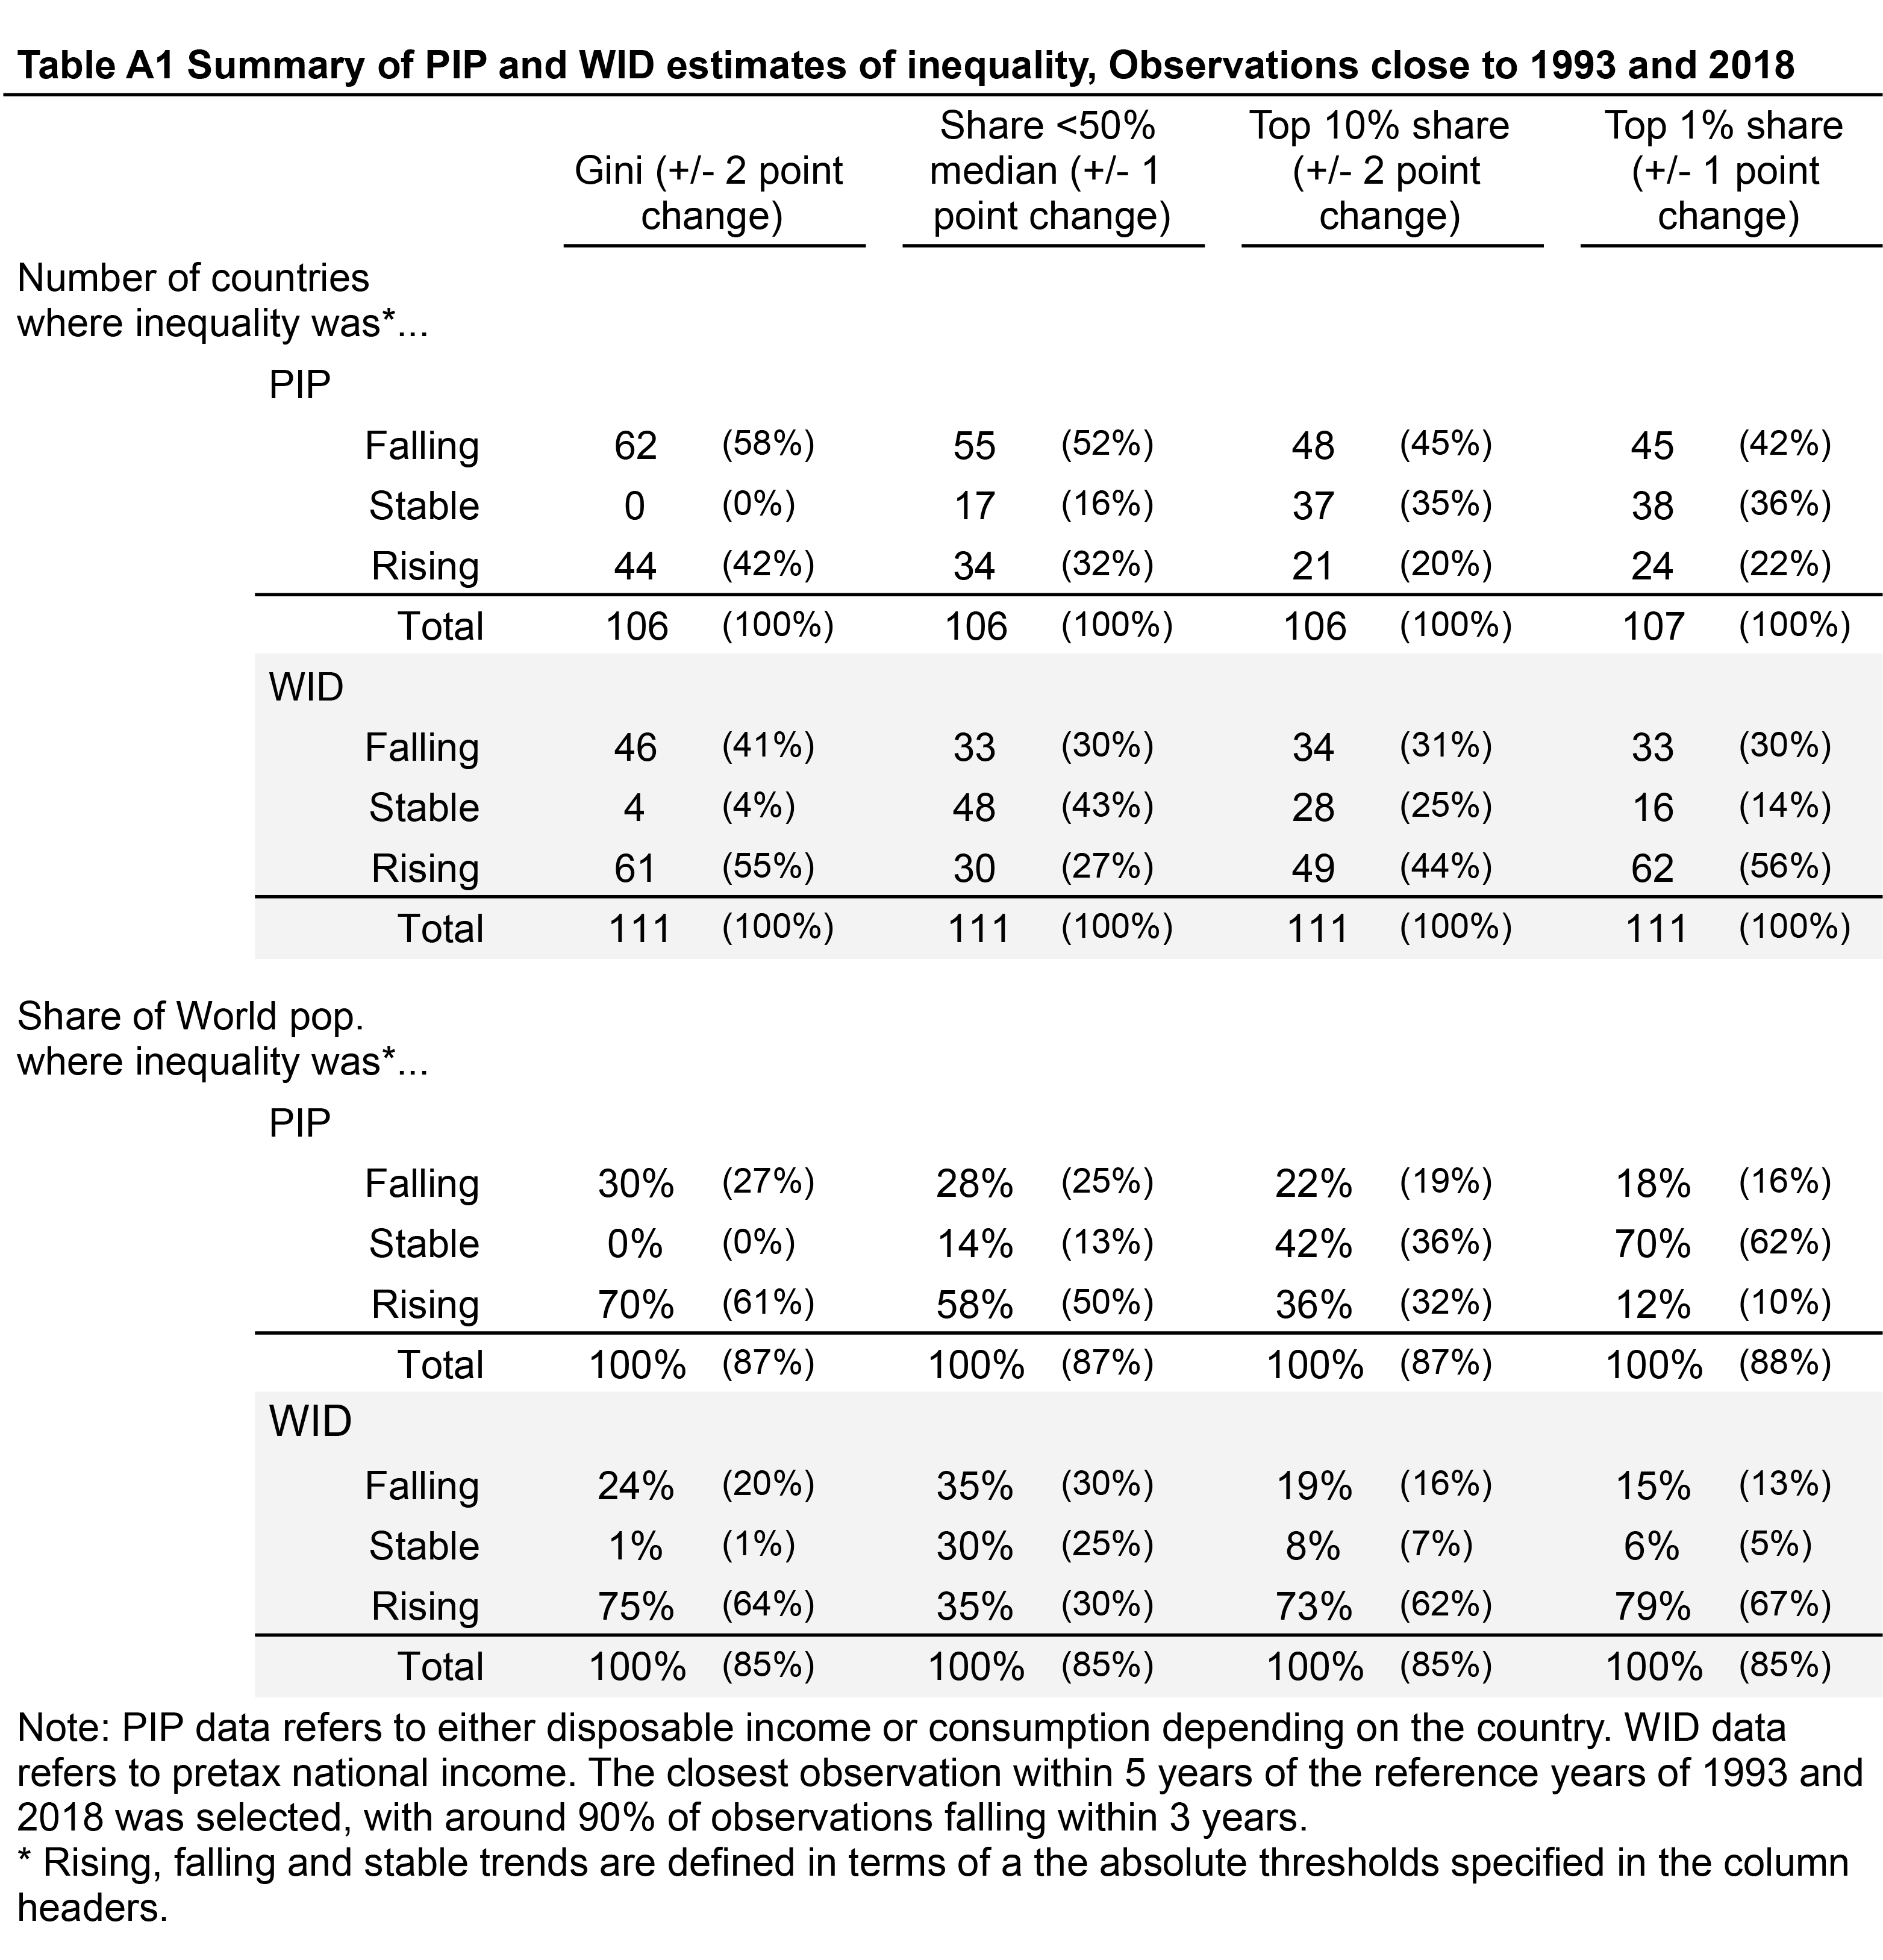 Table A1 Summary of PIP and WID estimates of inequality, Observations close to 1993 and 2018
Gini (+/- 2 point
change)
Share <50%
median (+/- 1
point change)
Top 10% share
(+/- 2 point
change)
Top 1% share
(+/- 1 point
change)
Number of countries
where inequality was*...
PIP
Falling 62 (58%) 55 (52%) 48 (45%) 45 (42%)
Stable 0 (0%) 17 (16%) 37 (35%) 38 (36%)
Rising 44 (42%) 34 (32%) 21 (20%) 24 (22%)
Total 106 (100%) 106 (100%) 106 (100%) 107 (100%)
WID
Falling 46 (41%) 33 (30%) 34 (31%) 33 (30%)
Stable 4 (4%) 48 (43%) 28 (25%) 16 (14%)
Rising 61 (55%) 30 (27%) 49 (44%) 62 (56%)
Total 111 (100%) 111 (100%) 111 (100%) 111 (100%)
Share of World pop.
where inequality was*...
PIP
Falling 30% (27%) 28% (25%) 22% (19%) 18% (16%)
Stable 0% (0%) 14% (13%) 42% (36%) 70% (62%)
Rising 70% (61%) 58% (50%) 36% (32%) 12% (10%)
Total 100% (87%) 100% (87%) 100% (87%) 100% (88%)
WID
Falling 24% (20%) 35% (30%) 19% (16%) 15% (13%)
Stable 1% (1%) 30% (25%) 8% (7%) 6% (5%)
Rising 75% (64%) 35% (30%) 73% (62%) 79% (67%)
Total 100% (85%) 100% (85%) 100% (85%) 100% (85%)
Note: PIP data refers to either disposable income or consumption depending on the country. WID data
refers to pretax national income. The closest observation within 5 years of the reference years of 1993 and
2018 was selected, with around 90% of observations falling within 3 years.
* Rising, falling and stable trends are defined in terms of a the absolute thresholds specified in the column
headers.